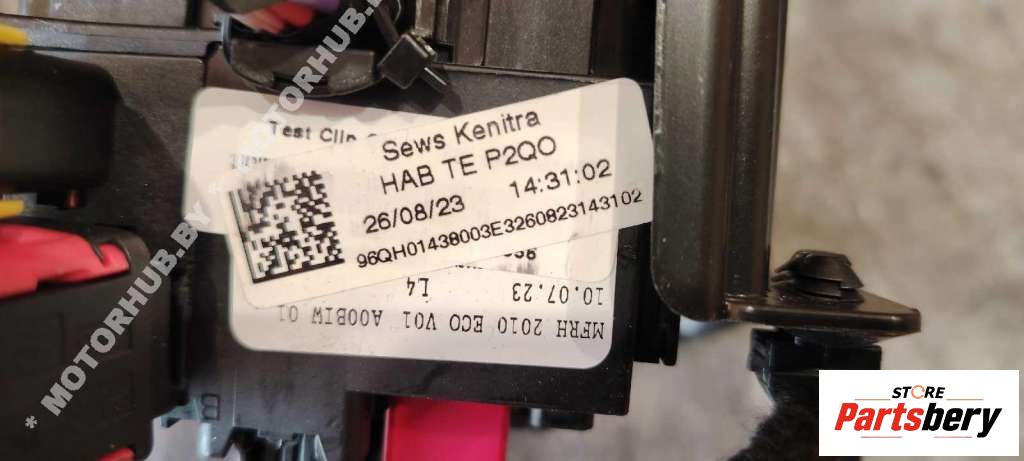 Test Clip
Sews Kenitra
HAB TE P2QO
26/08/23 14:31:02
96QH01438003E3260823143102
L4
10.07.23
MFRH 2010 ECO V01 A00BIW 01
B
* MOTORHUB.BY * MOTORHUB.BY
STORE
Partsbery